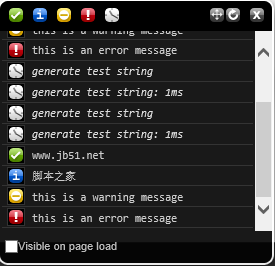 this is a warning message
this is an error message
generate test string
generate test string: 1ms
generate test string
generate test string: 1ms
www.jb51.net
脚本之家
this is a warning message
this is an error message
Visible on page load